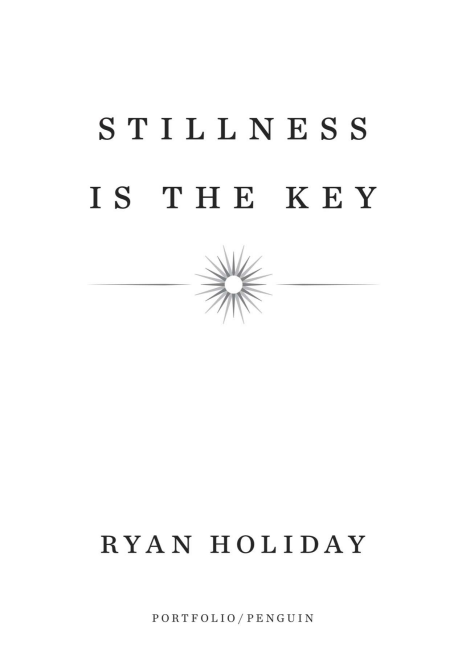 STILLNESS
IS THE KEY
RYAN HOLIDAY
PORTFOLIO/PENGUIN